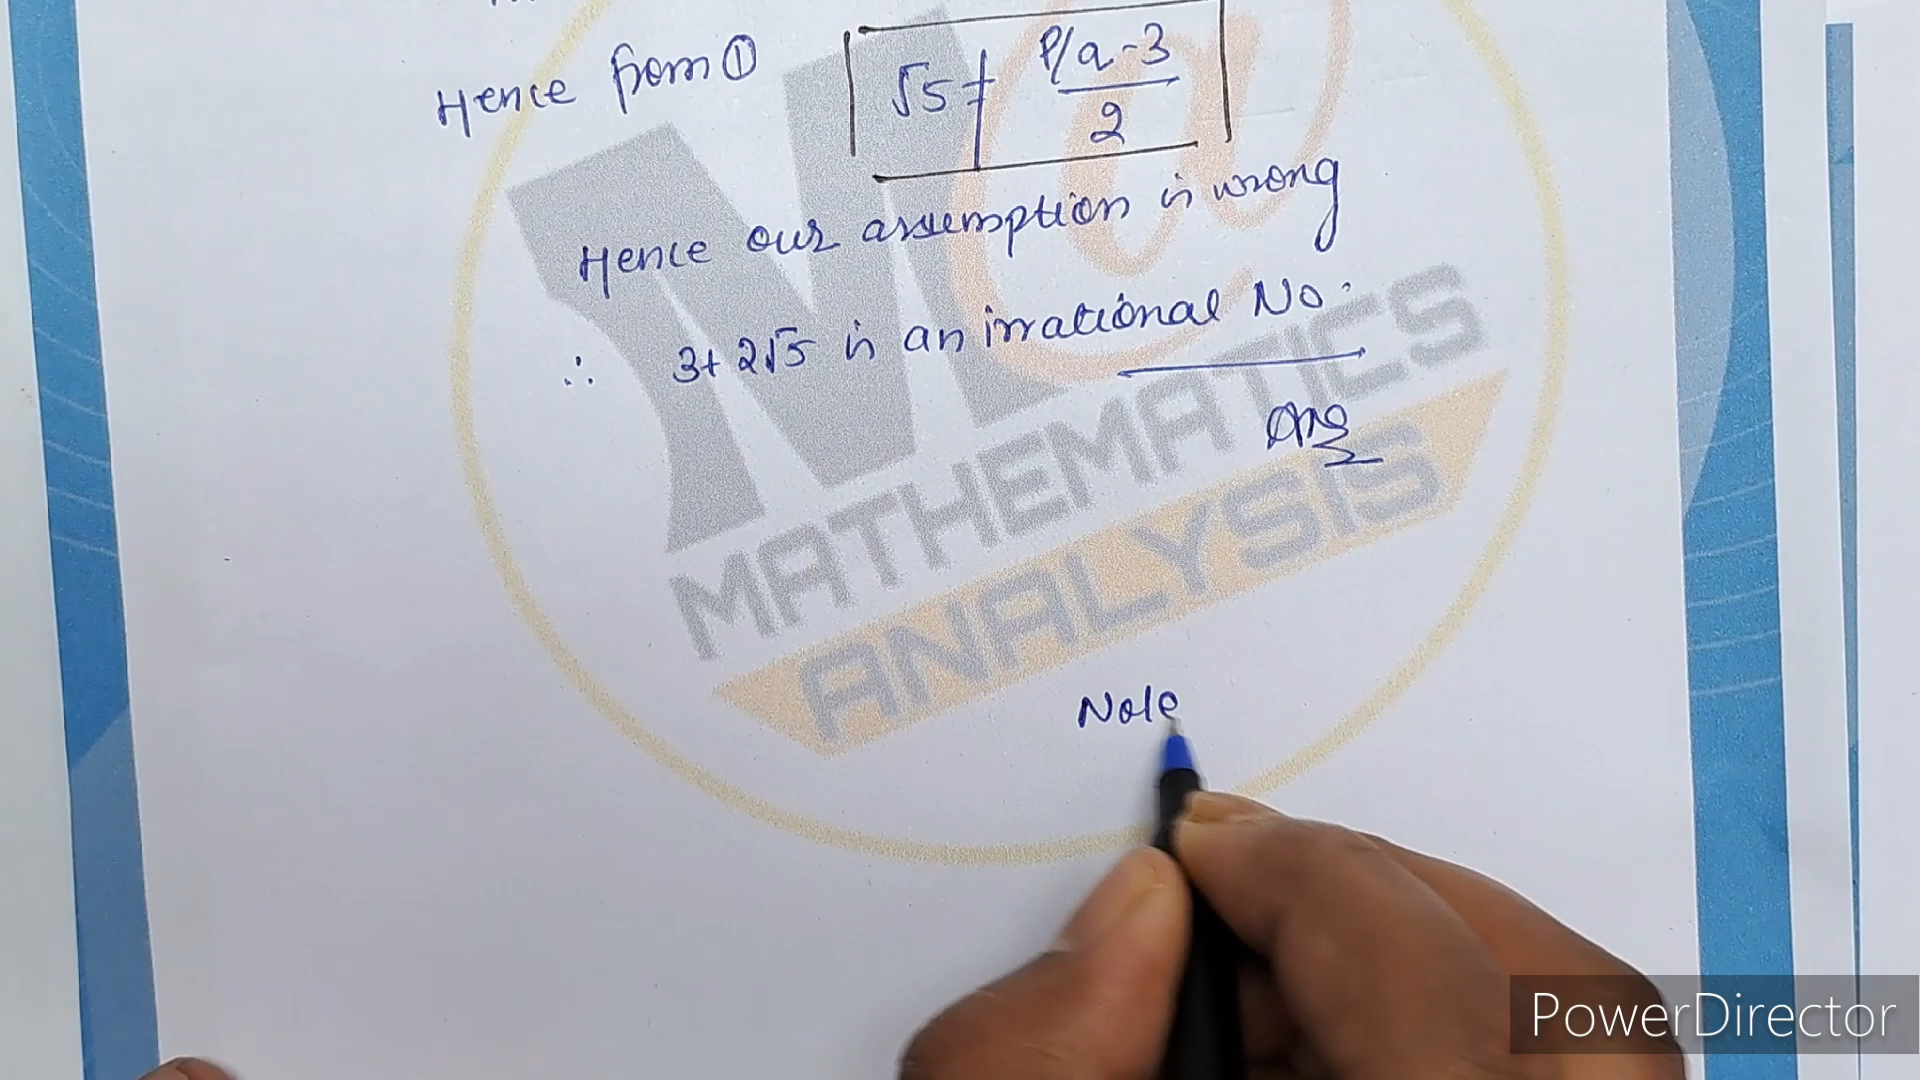 Hence from ①
√5 ≠ P/q - 3 / 2
Hence our assumption is wrong
∴ 3+2√5 is an irrational No.
Ans
MATHEMATICS
ANALYSIS
Note
PowerDirector